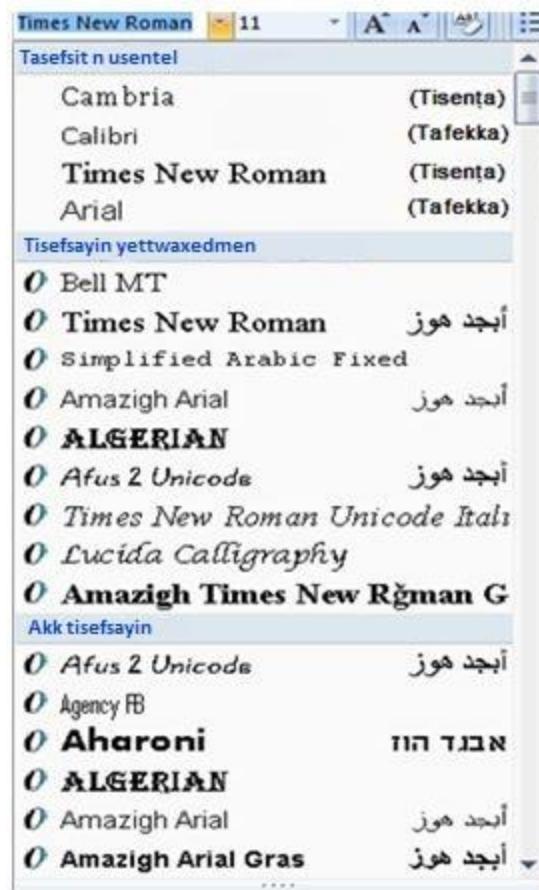 Times New Roman 11 A A Aa
Tasefsit n usentel
Cambria (Tisenṭa)
Calibri (Tafekka)
Times New Roman (Tisenṭa)
Arial (Tafekka)
Tisefsayin yettwaxedmen
O Bell MT
O Times New Roman أبجد هوز
O Simplified Arabic Fixed
O Amazigh Arial أبجد هوز
O ALGERIAN
O Afus 2 Unicode أبجد هوز
O Times New Roman Unicode Itali
O Lucida Calligraphy
O Amazigh Times New Rǧman G
Akk tisefsayin
O Afus 2 Unicode أبجد هوز
O Agency FB
O Aharoni אבגד הוז
O ALGERIAN
O Amazigh Arial أبجد هوز
O Amazigh Arial Gras أبجد هوز